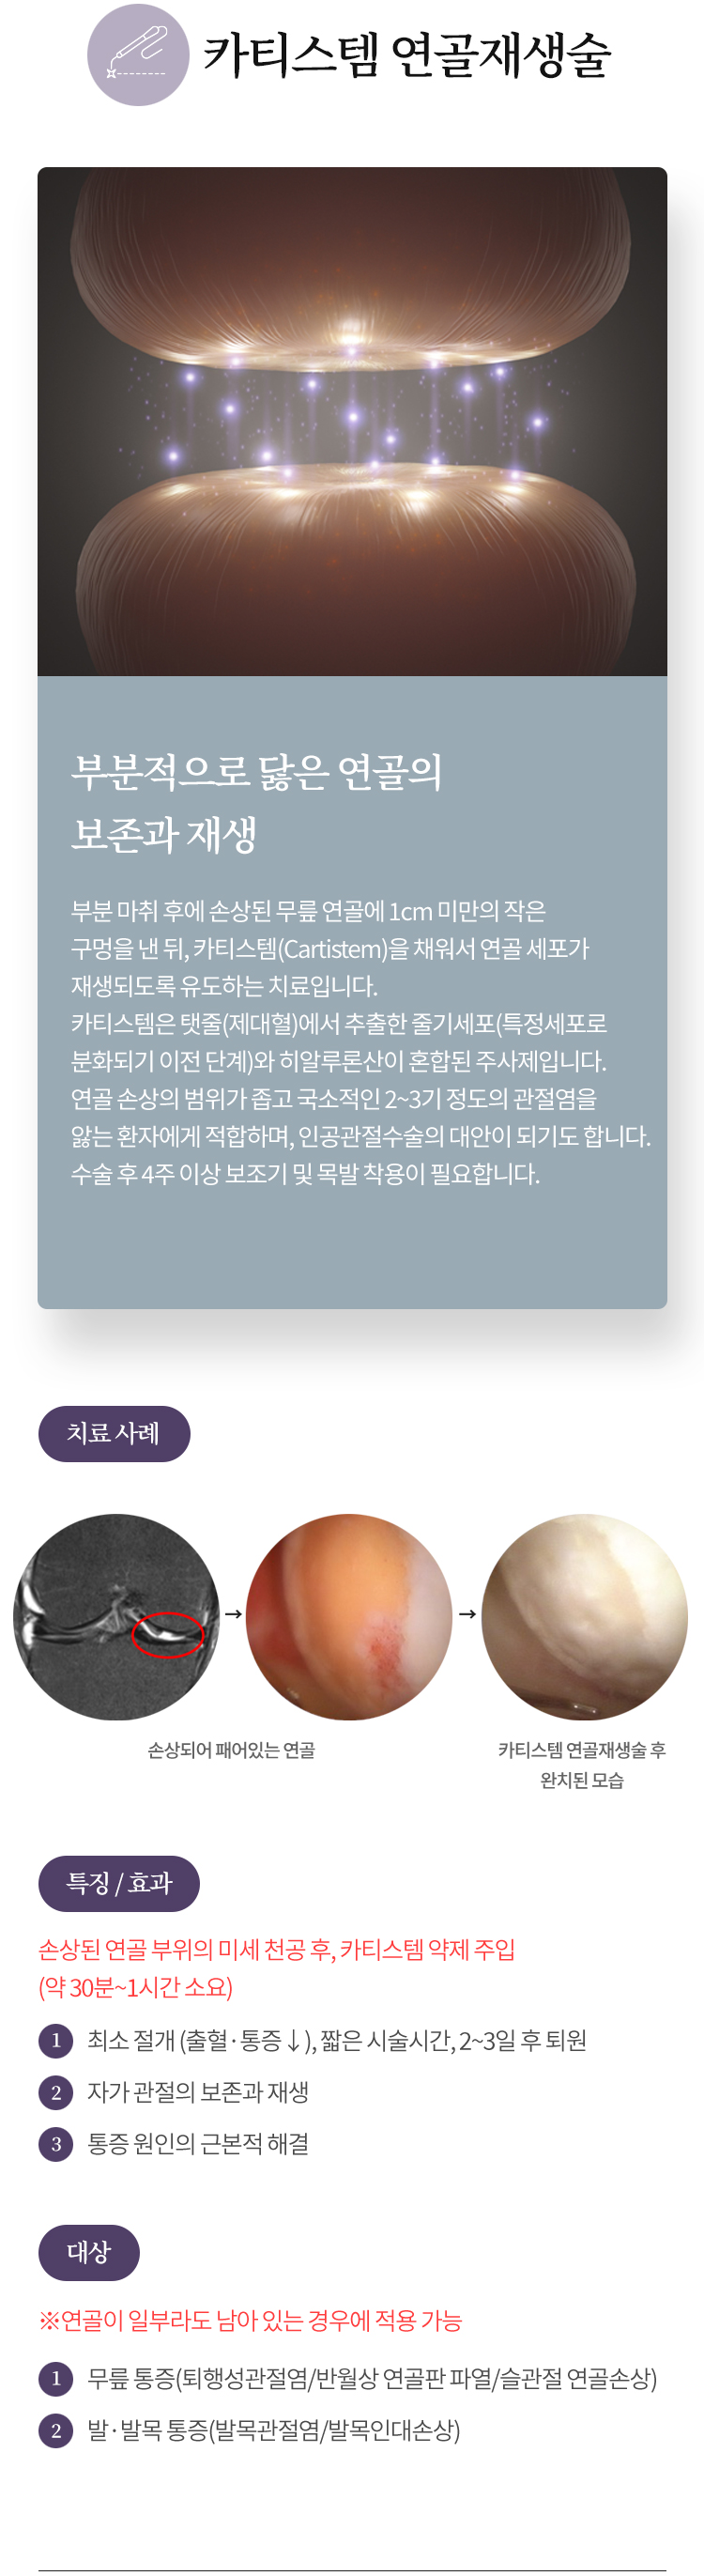 카티스템 연골재생술
부분적으로 닳은 연골의
보존과 재생
부분 마취 후에 손상된 무릎 연골에 1cm 미만의 작은
구멍을 낸 뒤, 카티스템(Cartistem)을 채워서 연골 세포가
재생되도록 유도하는 치료입니다.
카티스템은 탯줄(제대혈)에서 추출한 줄기세포(특정세포로
분화되기 이전 단계)와 히알루론산이 혼합된 주사제입니다.
연골 손상의 범위가 좁고 국소적인 2~3기 정도의 관절염을
앓는 환자에게 적합하며, 인공관절수술의 대안이 되기도 합니다.
수술 후 4주 이상 보조기 및 목발 착용이 필요합니다.
치료 사례
→ →
손상되어 패어있는 연골
카티스템 연골재생술 후
완치된 모습
특징 / 효과
손상된 연골 부위의 미세 천공 후, 카티스템 약제 주입
(약 30분~1시간 소요)
1 최소 절개 (출혈·통증↓), 짧은 시술시간, 2~3일 후 퇴원
2 자가 관절의 보존과 재생
3 통증 원인의 근본적 해결
대상
※연골이 일부라도 남아 있는 경우에 적용 가능
1 무릎 통증(퇴행성관절염/반월상 연골판 파열/슬관절 연골손상)
2 발·발목 통증(발목관절염/발목인대손상)